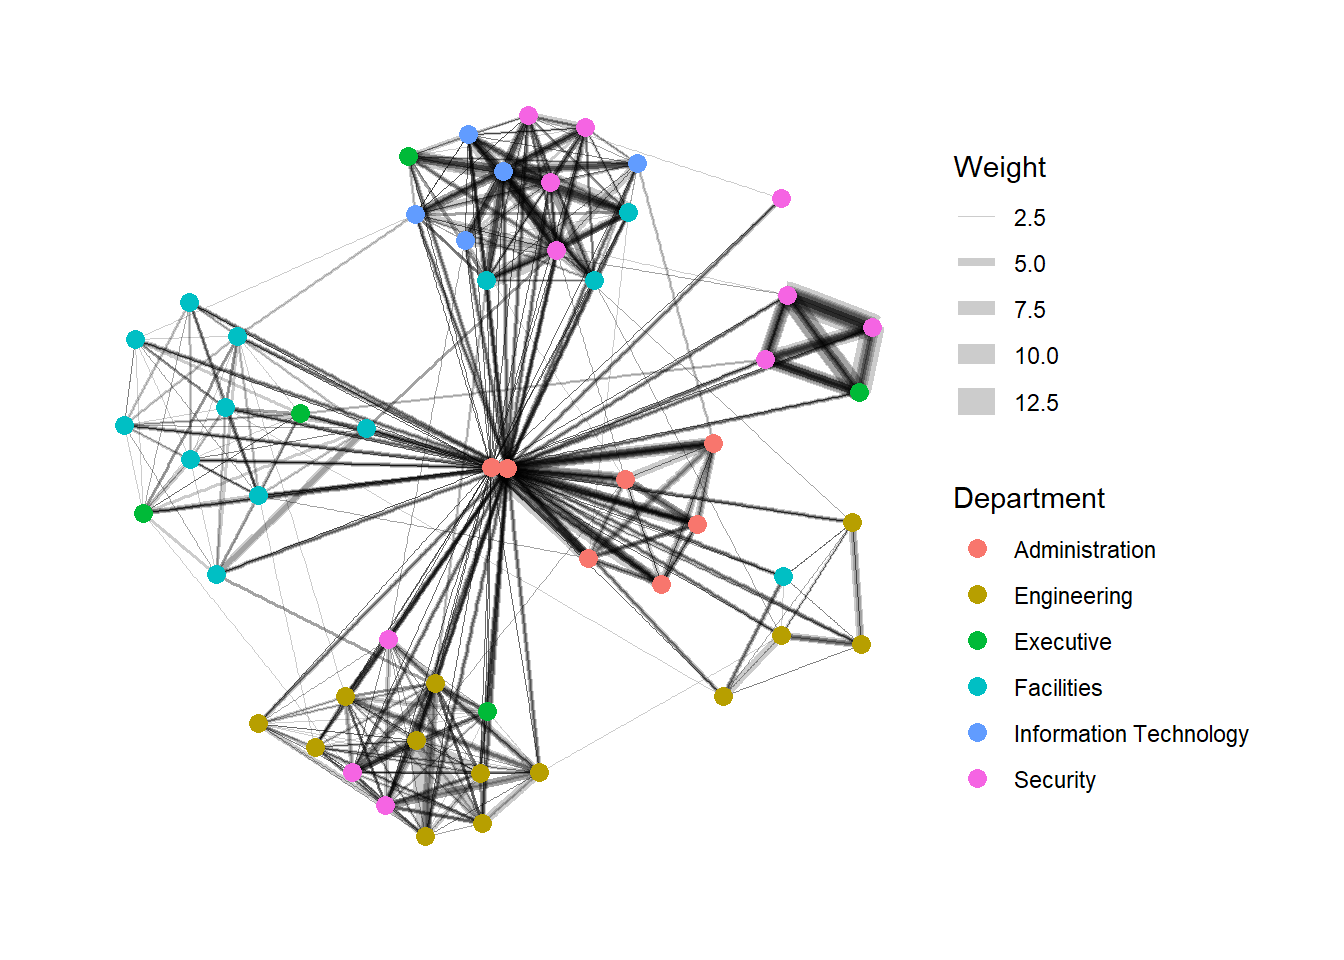 Weight
2.5
5.0
7.5
10.0
12.5
Department
Administration
Engineering
Executive
Facilities
Information Technology
Security